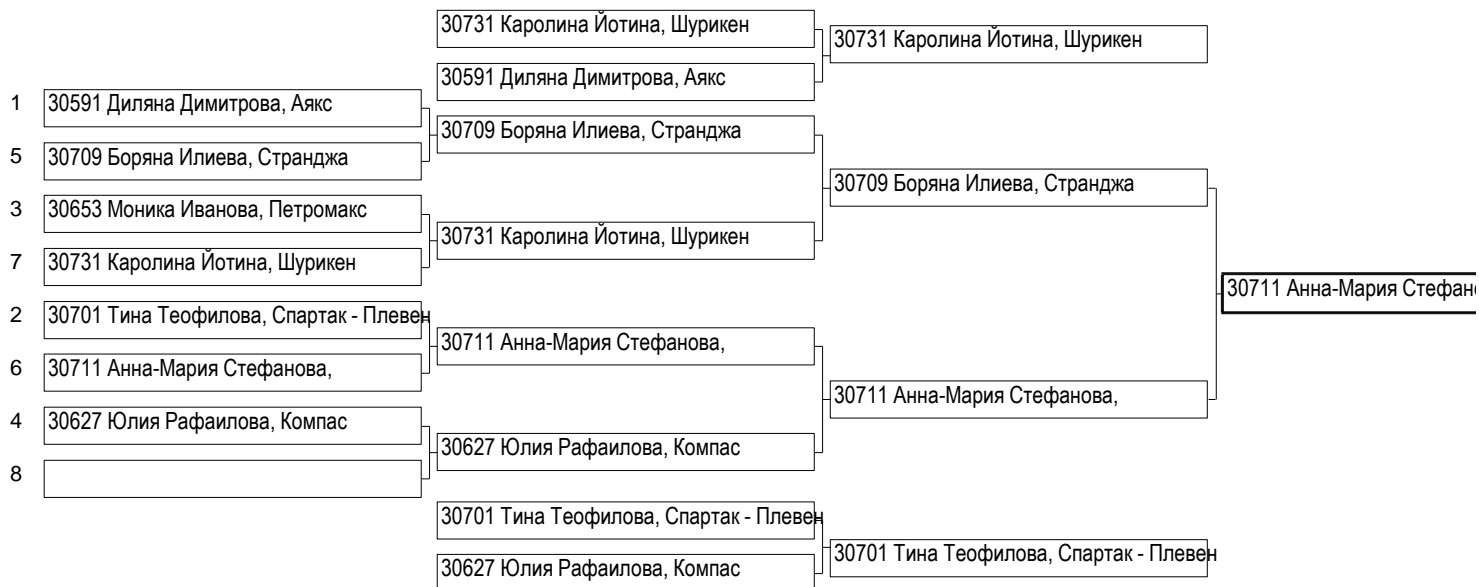 30731 Каролина Йотина, Шурикен
30731 Каролина Йотина, Шурикен
30591 Диляна Димитрова, Аякс
1 30591 Диляна Димитрова, Аякс
30709 Боряна Илиева, Странджа
5 30709 Боряна Илиева, Странджа
30709 Боряна Илиева, Странджа
3 30653 Моника Иванова, Петромакс
30731 Каролина Йотина, Шурикен
7 30731 Каролина Йотина, Шурикен
30711 Анна-Мария
2 30701 Тина Теофилова, Спартак - Плевен
30711 Анна-Мария Стефанова,
6 30711 Анна-Мария Стефанова,
30711 Анна-Мария Стефанова,
4 30627 Юлия Рафаилова, Компас
30627 Юлия Рафаилова, Компас
8
30701 Тина Теофилова, Спартак - Плевен
30701 Тина Теофилова, Спартак - Плевен
30627 Юлия Рафаилова, Компас